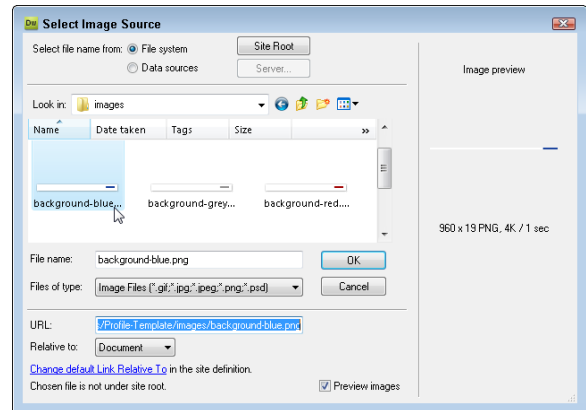 Dw Select Image Source
Select file name from: File system Site Root
Data sources Server...
Image preview
Look in: images
Name Date taken Tags Size »
background-blue... background-grey... background-red....
960 x 19 PNG, 4K / 1 sec
File name: background-blue.png OK
Files of type: Image Files (*.gif;*.jpg;*.jpeg;*.png;*.psd) Cancel
URL: :/Profile-Template/images/background-blue.png
Relative to: Document
Change default Link Relative To in the site definition.
Chosen file is not under site root. Preview images